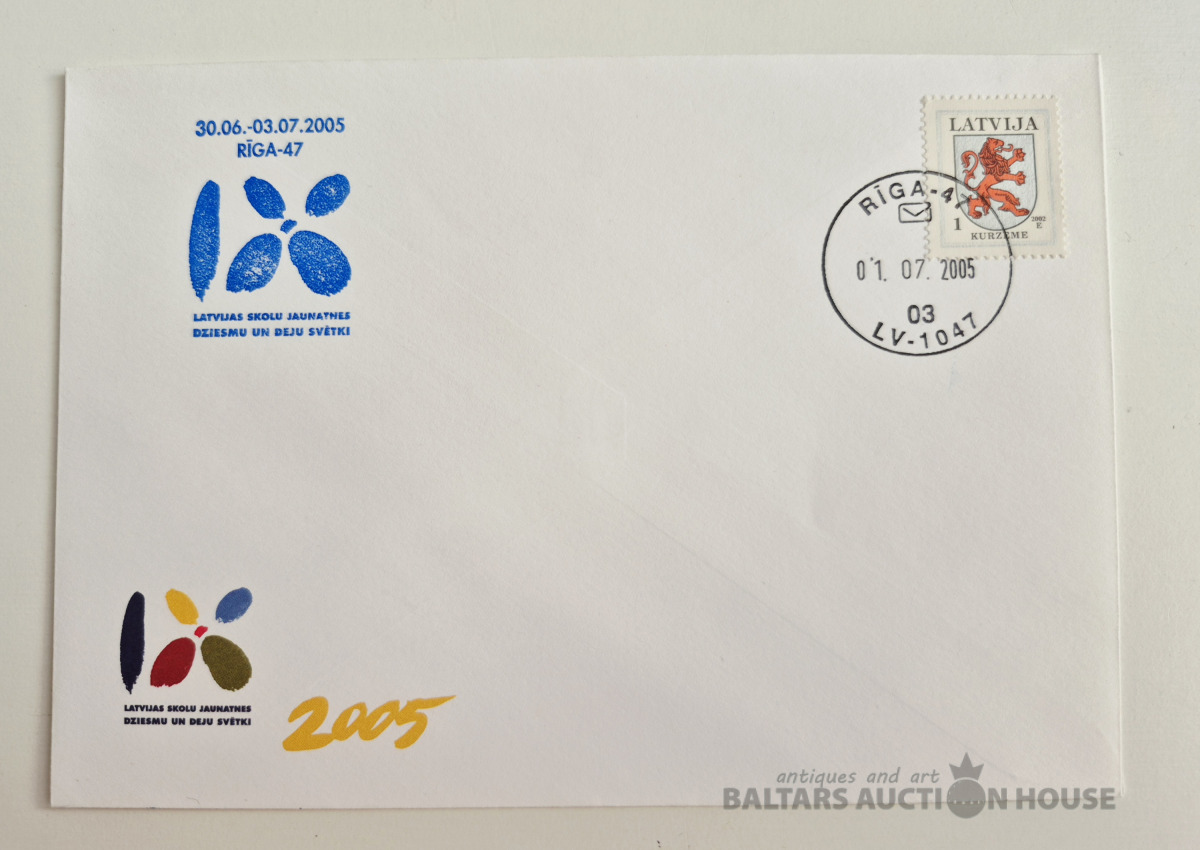 30.06.-03.07.2005
RĪGA-47
LATVIJAS SKOLU JAUNATNES
DZIESMU UN DEJU SVĒTKI
LATVIJA
1
2002
E
KURZEME
RĪGA-47
01. 07. 2005
03
LV-1047
LATVIJAS SKOLU JAUNATNES
DZIESMU UN DEJU SVĒTKI
2005
antiques and art
BALTARS AUCTION HOUSE